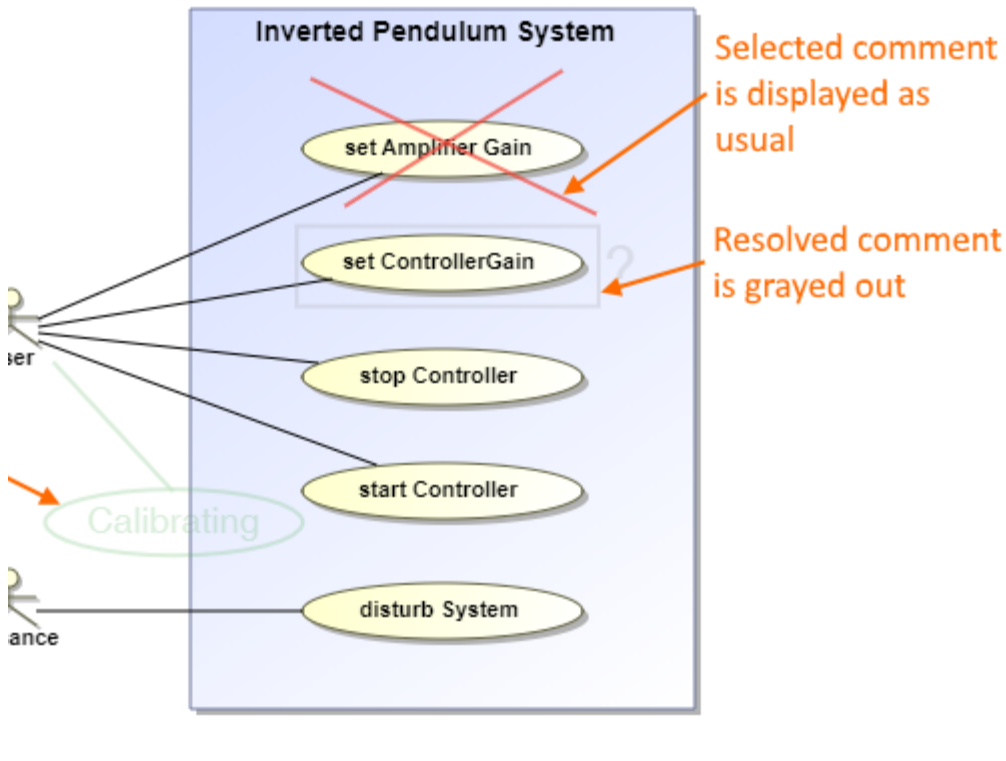 Inverted Pendulum System
Selected comment
is displayed as
usual
set Amplifier Gain
Resolved comment
is grayed out
set ControllerGain
?
ser
stop Controller
start Controller
Calibrating
disturb System
ance